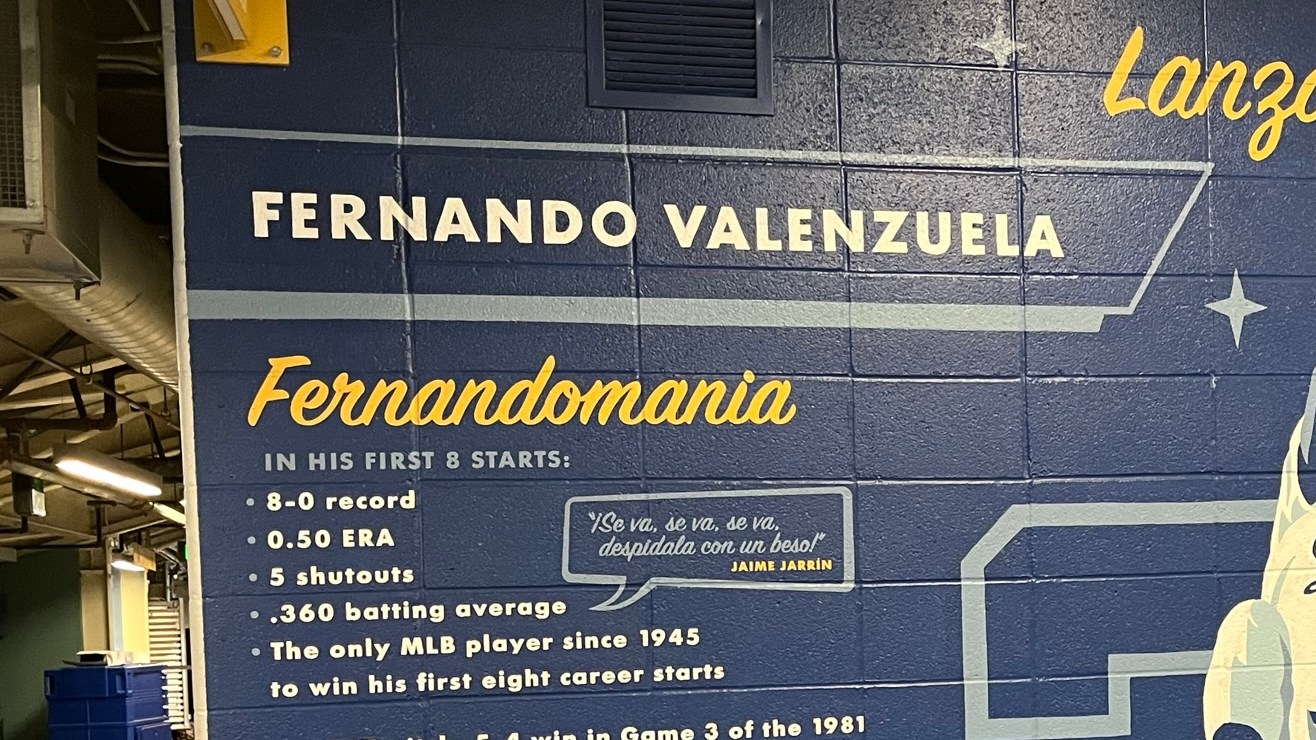 Lanza
FERNANDO VALENZUELA
Fernandomania
IN HIS FIRST 8 STARTS:
• 8-0 record
• 0.50 ERA
• 5 shutouts
• .360 batting average
• The only MLB player since 1945
to win his first eight career starts
"¡Se va, se va, se va,
despídala con un beso!"
JAIME JARRÍN
5-4 win in Game 3 of the 1981